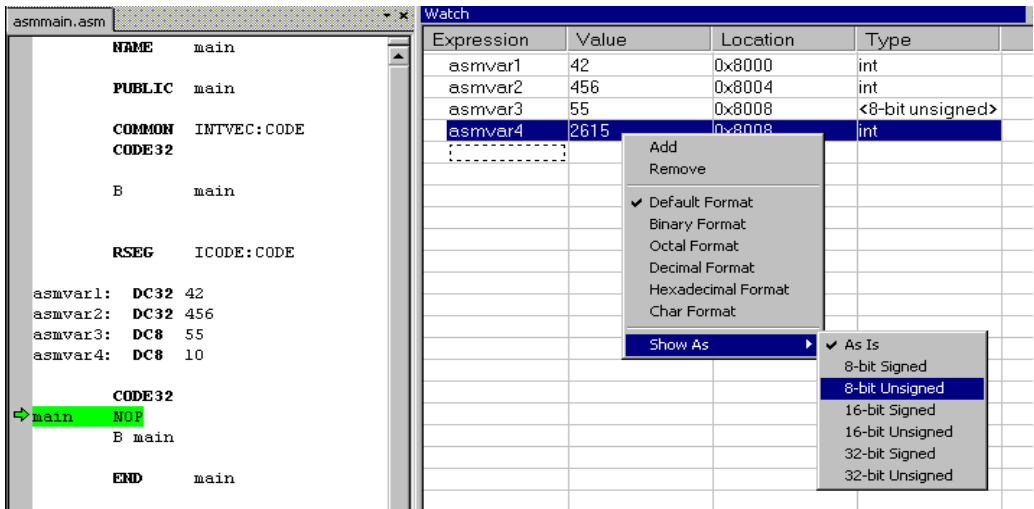 asmmain.asm
NAME main
PUBLIC main
COMMON INTVEC:CODE
CODE32
B main
RSEG ICODE:CODE
asmvar1: DC32 42
asmvar2: DC32 456
asmvar3: DC8 55
asmvar4: DC8 10
CODE32
main NOP
B main
END main
Watch
Expression Value Location Type
asmvar1 42 0x8000 int
asmvar2 456 0x8004 int
asmvar3 55 0x8008 <8-bit unsigned>
asmvar4 2615 0x8008 int
Add
Remove
Default Format
Binary Format
Octal Format
Decimal Format
Hexadecimal Format
Char Format
Show As
As Is
8-bit Signed
8-bit Unsigned
16-bit Signed
16-bit Unsigned
32-bit Signed
32-bit Unsigned